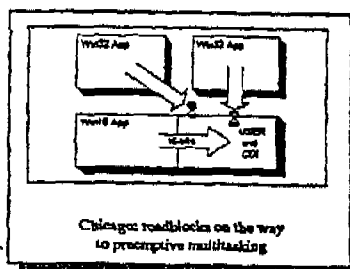 Win32 App
Win32 App
Win16 App
USER
and
GDI
Chicago: roadblocks on the way
to preemptive multitasking